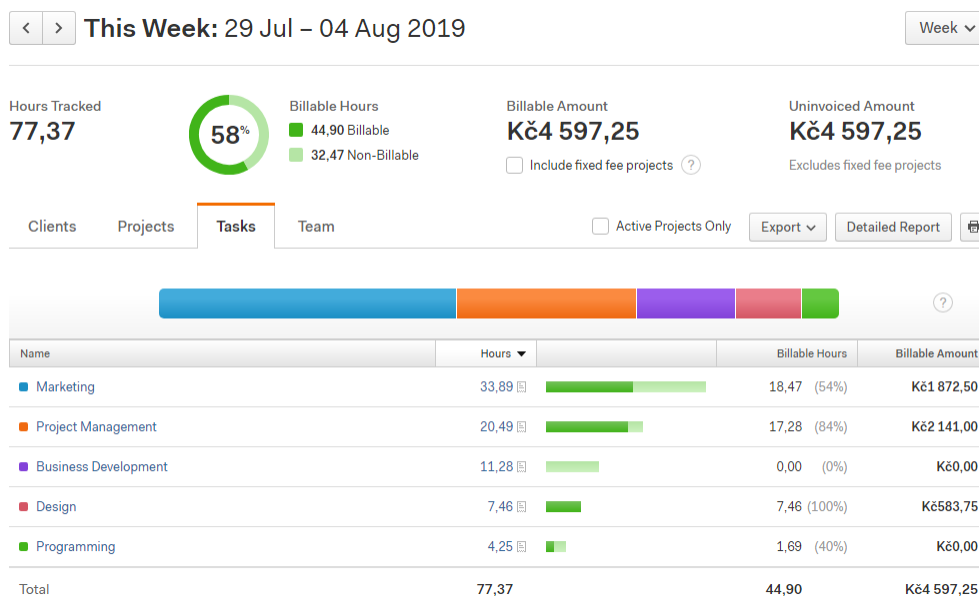 This Week: 29 Jul – 04 Aug 2019
Week
Hours Tracked
77,37
58%
Billable Hours
44,90 Billable
32,47 Non-Billable
Billable Amount
Kč4 597,25
Include fixed fee projects ?
Uninvoiced Amount
Kč4 597,25
Excludes fixed fee projects
Clients Projects Tasks Team
Active Projects Only Export Detailed Report
?
Name Hours Billable Hours Billable Amount
Marketing 33,89 18,47 (54%) Kč1 872,50
Project Management 20,49 17,28 (84%) Kč2 141,00
Business Development 11,28 0,00 (0%) Kč0,00
Design 7,46 7,46 (100%) Kč583,75
Programming 4,25 1,69 (40%) Kč0,00
Total 77,37 44,90 Kč4 597,25